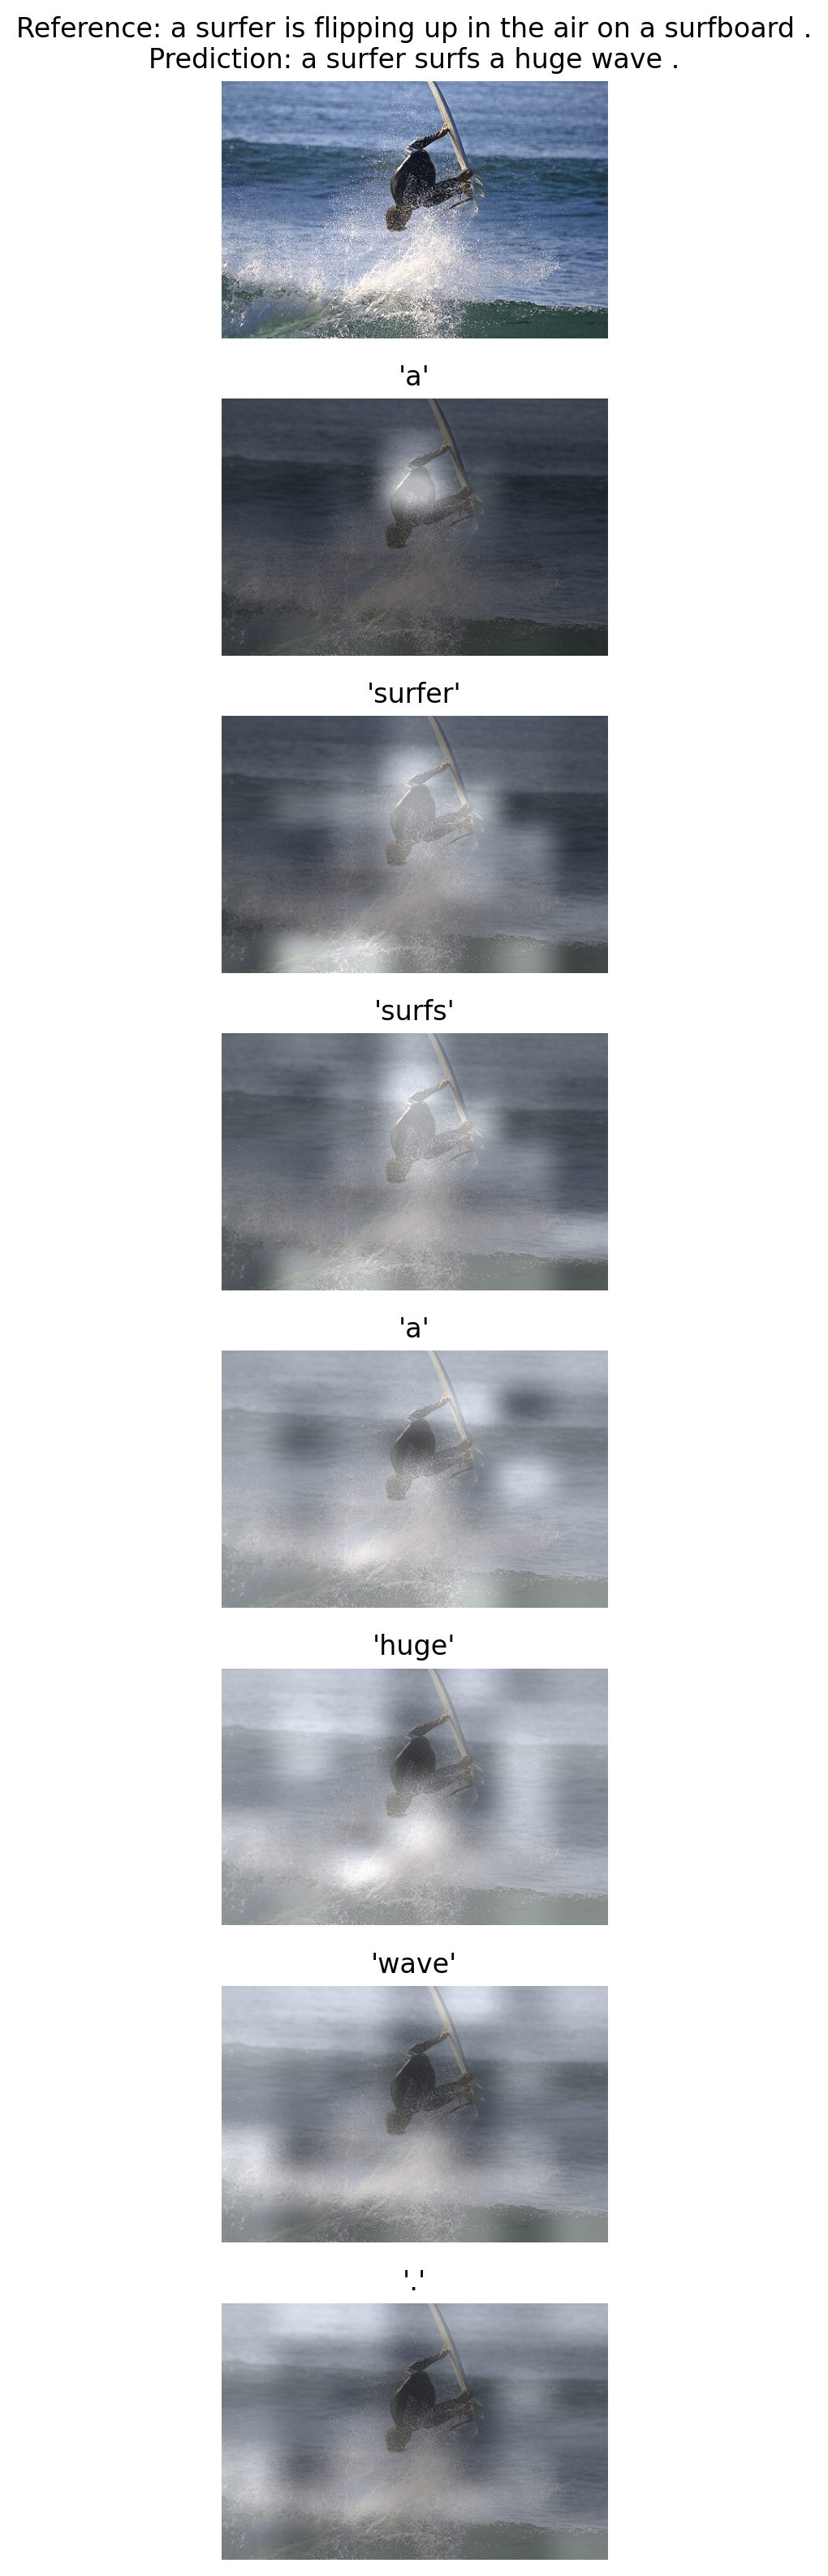 Reference: a surfer is flipping up in the air on a surfboard .
Prediction: a surfer surfs a huge wave .
'a'
'surfer'
'surfs'
'a'
'huge'
'wave'
'.'